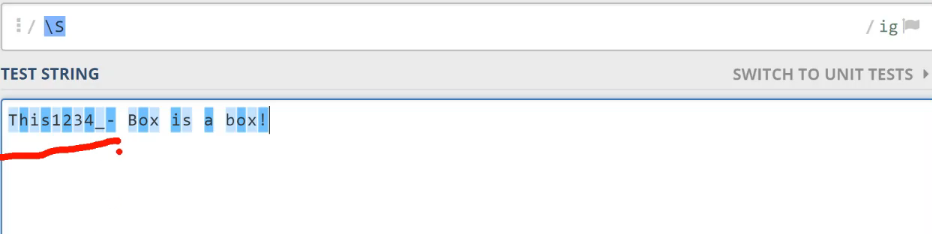 / \S / ig
TEST STRING SWITCH TO UNIT TESTS
This1234_- Box is a box!